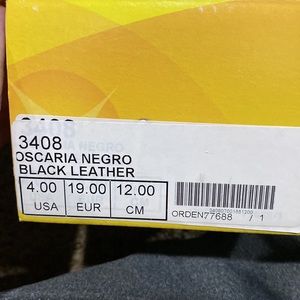 3408
OSCARIA NEGRO
BLACK LEATHER
4.00 19.00 12.00
USA EUR CM
ORDEN77688 / 1